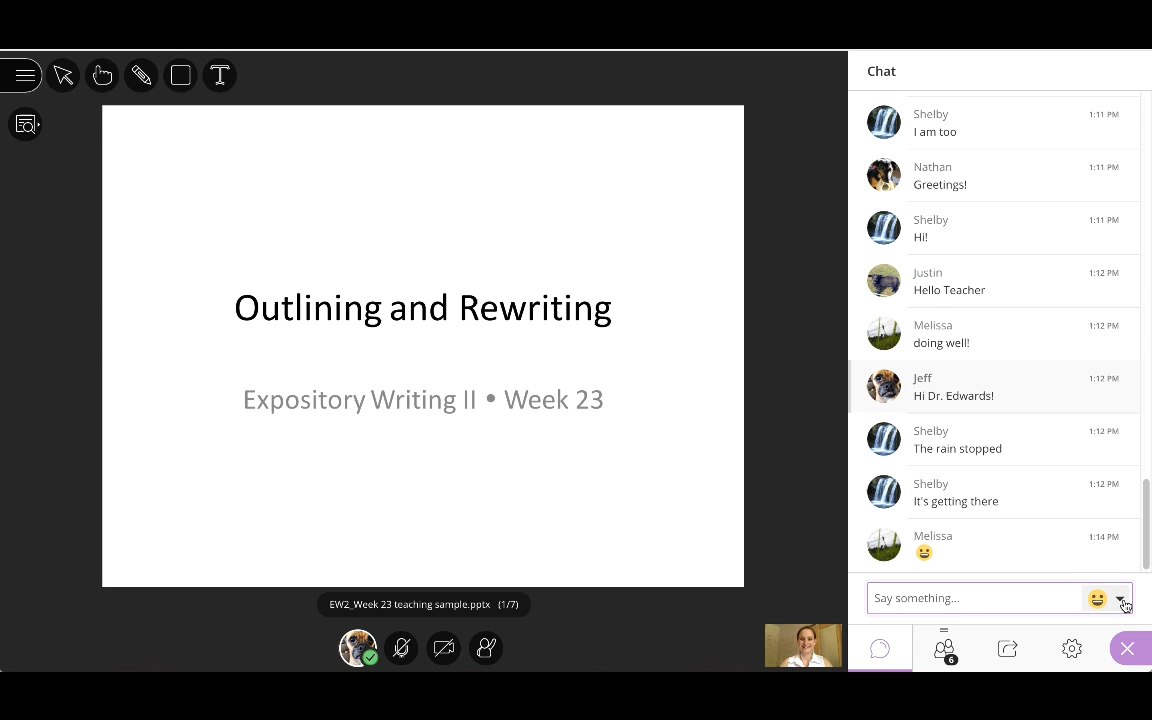 Chat
Shelby 1:11 PM
I am too
Nathan 1:11 PM
Greetings!
Shelby 1:11 PM
Hi!
Justin 1:12 PM
Hello Teacher
Melissa 1:12 PM
doing well!
Jeff 1:12 PM
Hi Dr. Edwards!
Shelby 1:12 PM
The rain stopped
Shelby 1:12 PM
It's getting there
Melissa 1:14 PM
Say something...
6
Outlining and Rewriting
Expository Writing II • Week 23
EW2_Week 23 teaching sample.pptx (1/7)